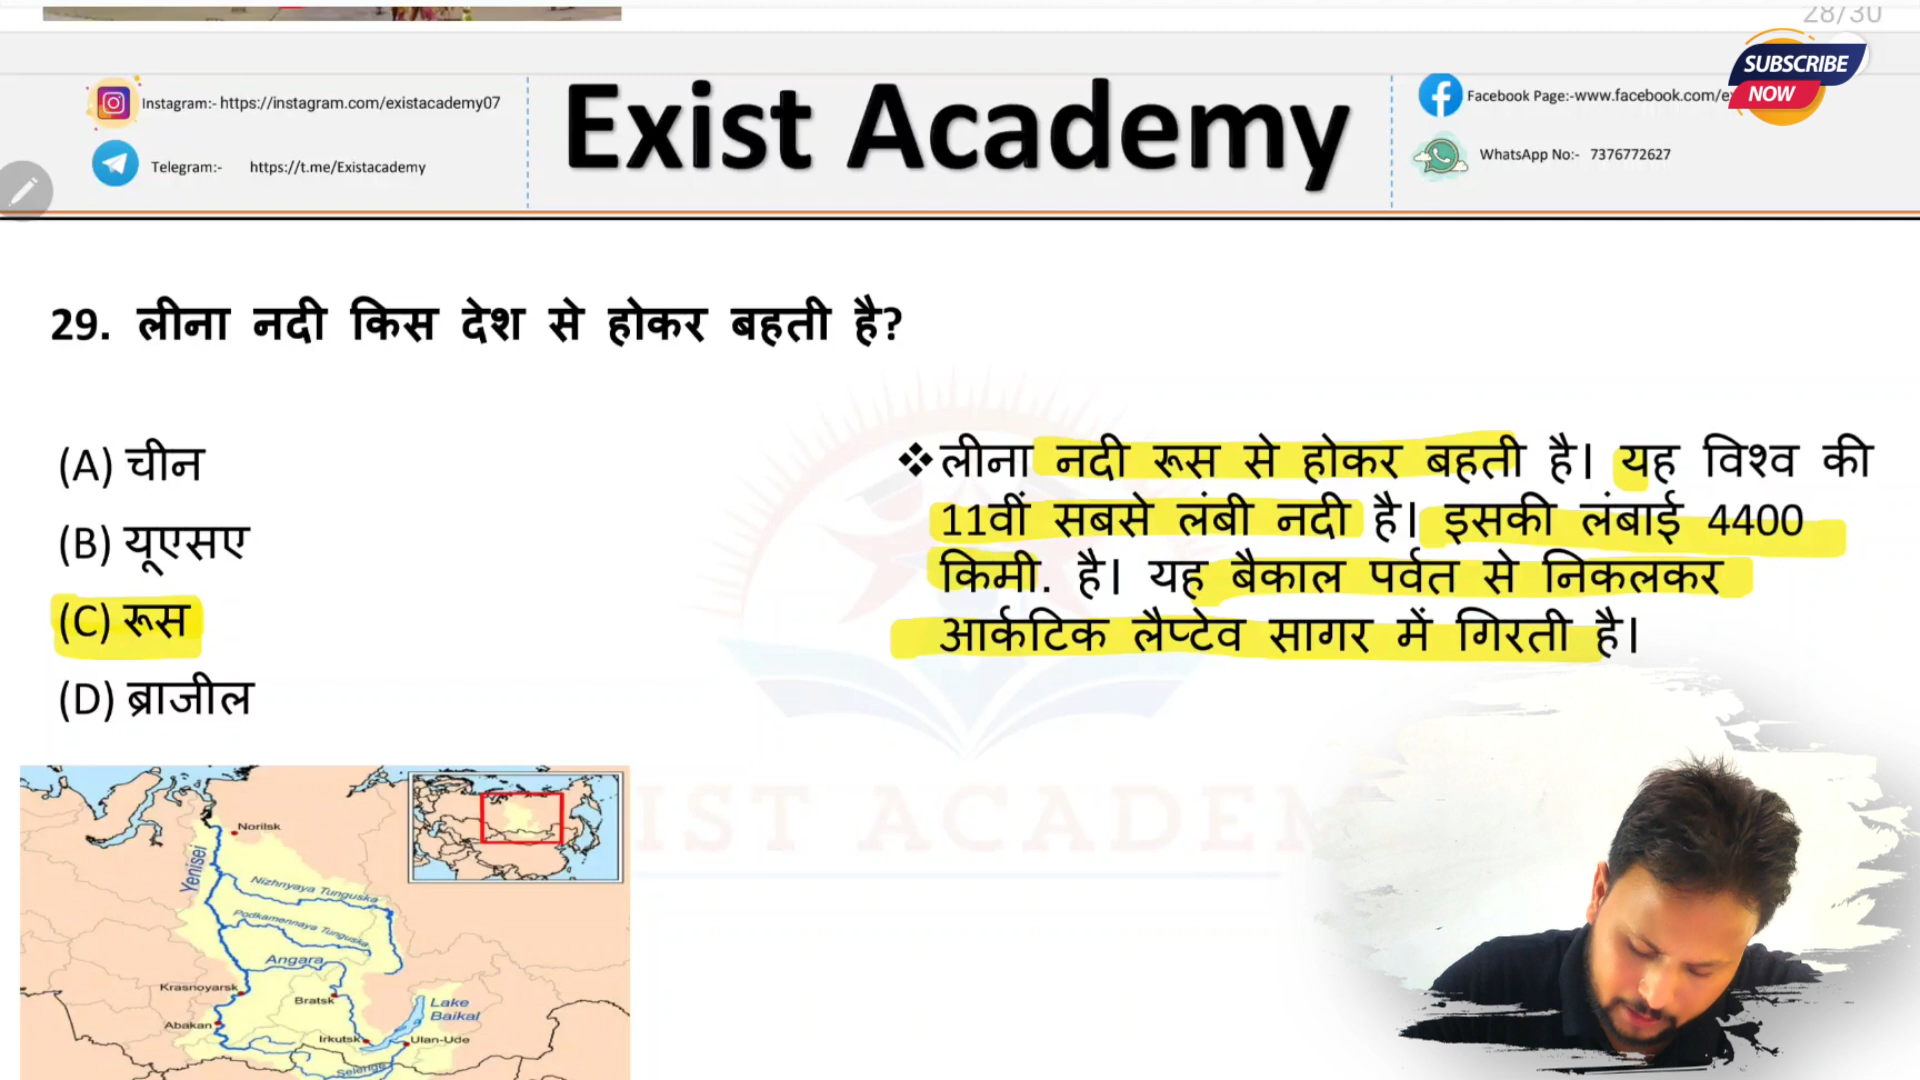 28/30
SUBSCRIBE
NOW
Instagram:- https://instagram.com/existacademy07
Telegram:- https://t.me/Existacademy
Exist Academy
Facebook Page:-www.facebook.com/e
WhatsApp No:- 7376772627
29. लीना नदी किस देश से होकर बहती है?
(A) चीन
(B) यूएसए
(C) रूस
(D) ब्राजील
❖लीना नदी रूस से होकर बहती है। यह विश्व की
11वीं सबसे लंबी नदी है। इसकी लंबाई 4400
किमी. है। यह बैकाल पर्वत से निकलकर
आर्कटिक लैप्टेव सागर में गिरती है।
IST ACADEM
Norilsk
Yenisei
Nizhnyaya Tunguska
Podkamennaya Tunguska
Angara
Krasnoyarsk
Bratsk
Lake
Baikal
Abakan
Irkutsk
Ulan-Ude
Selenge